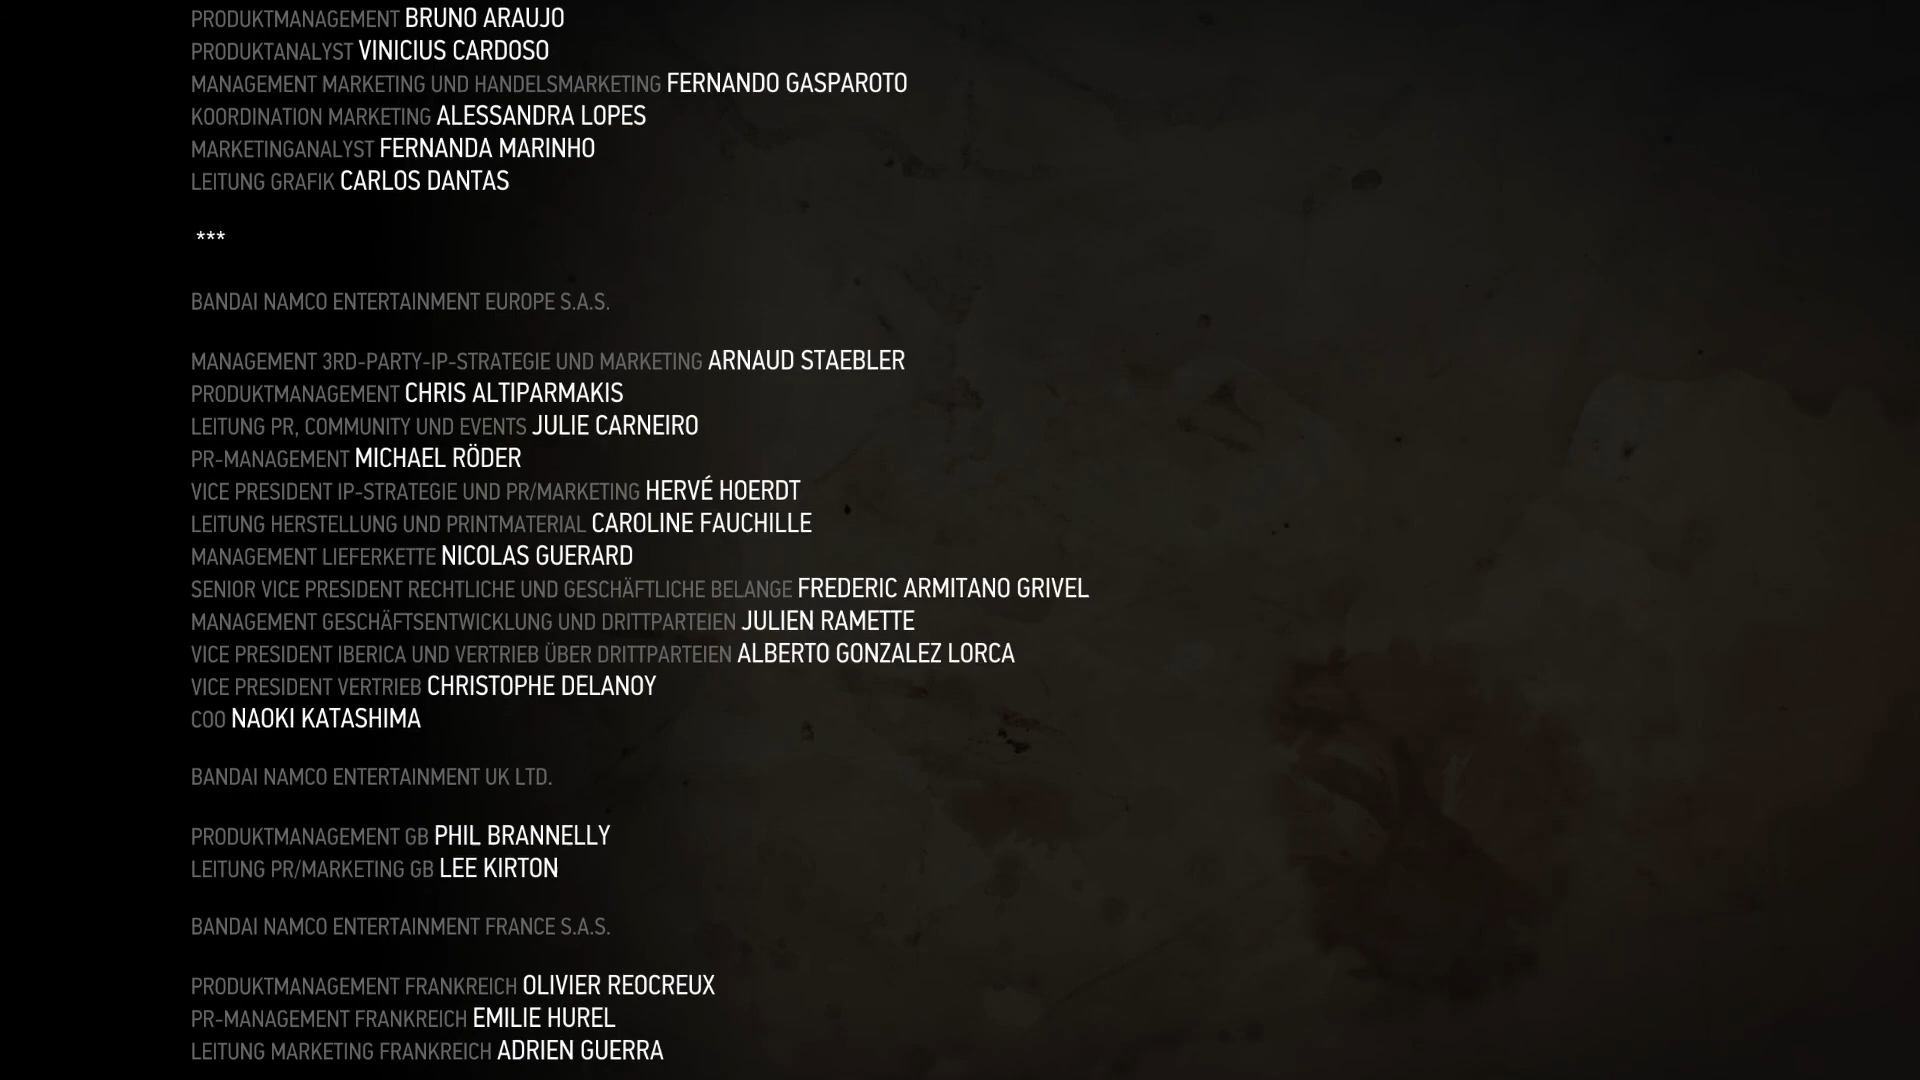 PRODUKTMANAGEMENT BRUNO ARAUJO
PRODUKTANALYST VINICIUS CARDOSO
MANAGEMENT MARKETING UND HANDELSMARKETING FERNANDO GASPAROTO
KOORDINATION MARKETING ALESSANDRA LOPES
MARKETINGANALYST FERNANDA MARINHO
LEITUNG GRAFIK CARLOS DANTAS
***
BANDAI NAMCO ENTERTAINMENT EUROPE S.A.S.
MANAGEMENT 3RD-PARTY-IP-STRATEGIE UND MARKETING ARNAUD STAEBLER
PRODUKTMANAGEMENT CHRIS ALTIPARMAKIS
LEITUNG PR, COMMUNITY UND EVENTS JULIE CARNEIRO
PR-MANAGEMENT MICHAEL RÖDER
VICE PRESIDENT IP-STRATEGIE UND PR/MARKETING HERVÉ HOERDT
LEITUNG HERSTELLUNG UND PRINTMATERIAL CAROLINE FAUCHILLE
MANAGEMENT LIEFERKETTE NICOLAS GUERARD
SENIOR VICE PRESIDENT RECHTLICHE UND GESCHÄFTLICHE BELANGE FREDERIC ARMITANO GRIVEL
MANAGEMENT GESCHÄFTSENTWICKLUNG UND DRITTPARTEIEN JULIEN RAMETTE
VICE PRESIDENT IBERICA UND VERTRIEB ÜBER DRITTPARTEIEN ALBERTO GONZALEZ LORCA
VICE PRESIDENT VERTRIEB CHRISTOPHE DELANOY
COO NAOKI KATASHIMA
BANDAI NAMCO ENTERTAINMENT UK LTD.
PRODUKTMANAGEMENT GB PHIL BRANNELLY
LEITUNG PR/MARKETING GB LEE KIRTON
BANDAI NAMCO ENTERTAINMENT FRANCE S.A.S.
PRODUKTMANAGEMENT FRANKREICH OLIVIER REOCREUX
PR-MANAGEMENT FRANKREICH EMILIE HUREL
LEITUNG MARKETING FRANKREICH ADRIEN GUERRA